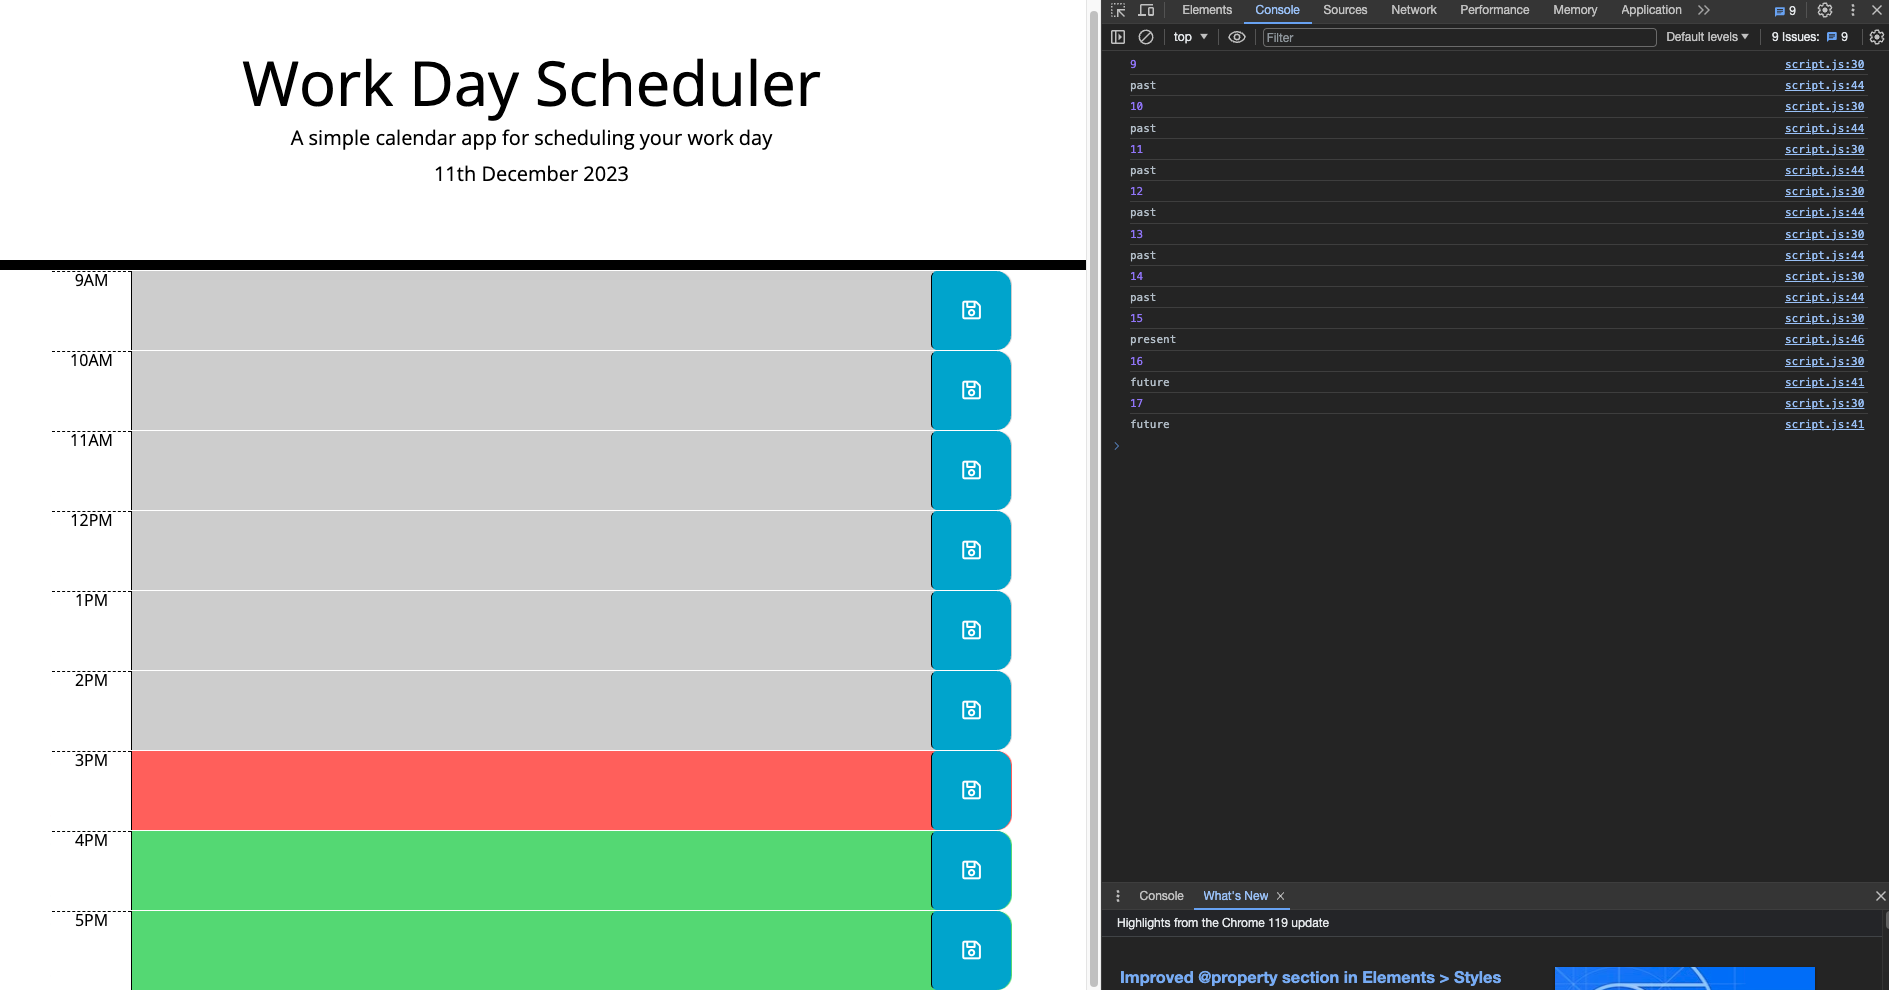 Work Day Scheduler
A simple calendar app for scheduling your work day
11th December 2023
9AM
10AM
11AM
12PM
1PM
2PM
3PM
4PM
5PM
Elements Console Sources Network Performance Memory Application 9
top Filter Default levels 9 Issues: 9
9 script.js:30
past script.js:44
10 script.js:30
past script.js:44
11 script.js:30
past script.js:44
12 script.js:30
past script.js:44
13 script.js:30
past script.js:44
14 script.js:30
past script.js:44
15 script.js:30
present script.js:46
16 script.js:30
future script.js:41
17 script.js:30
future script.js:41
Console What's New
Highlights from the Chrome 119 update
Improved @property section in Elements > Styles